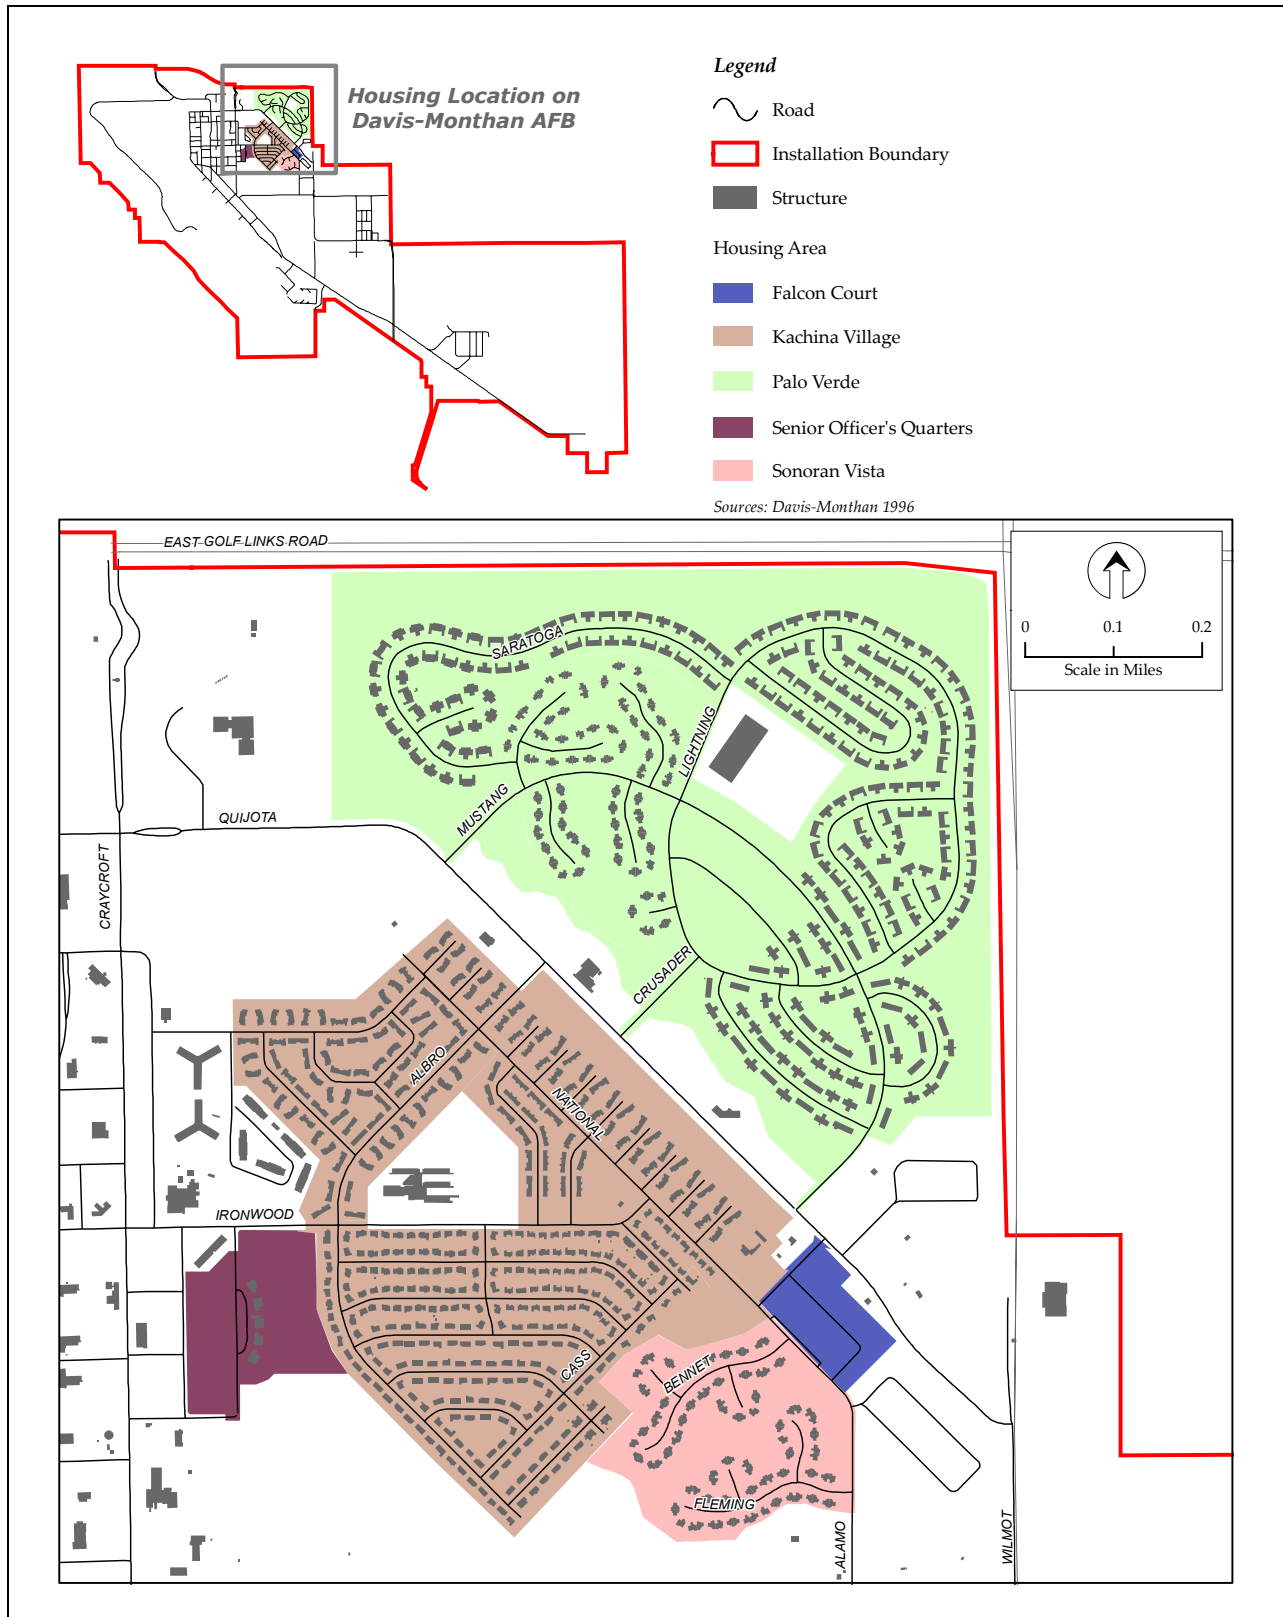 Housing Location on
Davis-Monthan AFB
Legend
Road
Installation Boundary
Structure
Housing Area
Falcon Court
Kachina Village
Palo Verde
Senior Officer's Quarters
Sonoran Vista
Sources: Davis-Monthan 1996
EAST GOLF LINKS ROAD
0 0.1 0.2
Scale in Miles
SARATOGA
LIGHTNING
MUSTANG
QUIJOTA
CRAYCROFT
CRUSADER
ALBRO
NATIONAL
IRONWOOD
BENNET
CASS
FLEMING
ALAMO
WILMOT